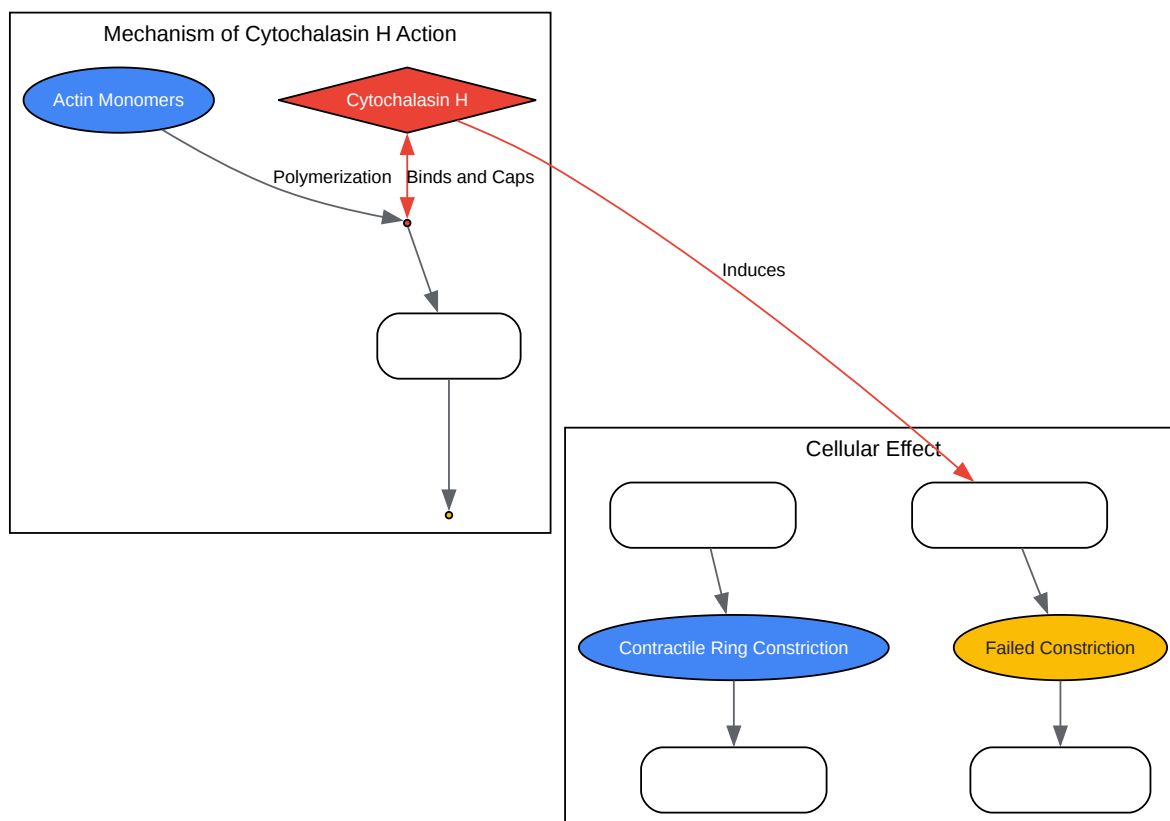 Mechanism of Cytochalasin H Action
Actin Monomers
Cytochalasin H
Polymerization
Binds and Caps
Induces
Cellular Effect
Contractile Ring Constriction
Failed Constriction